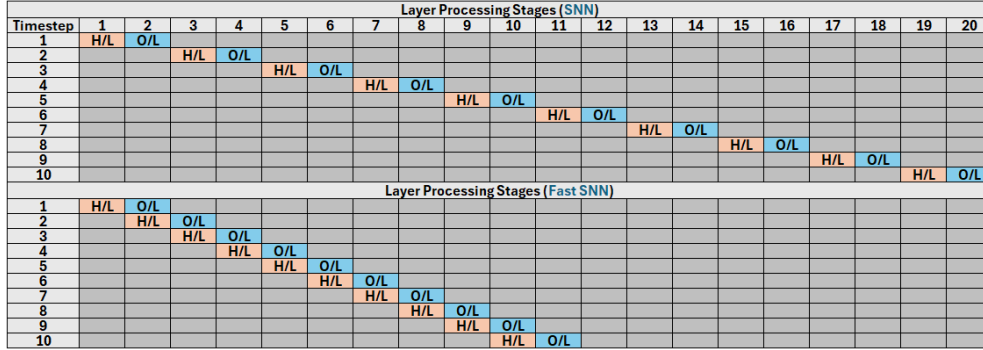 Layer Processing Stages (SNN)
Timestep 1 2 3 4 5 6 7 8 9 10 11 12 13 14 15 16 17 18 19 20
1 H/L O/L
2 H/L O/L
3 H/L O/L
4 H/L O/L
5 H/L O/L
6 H/L O/L
7 H/L O/L
8 H/L O/L
9 H/L O/L
10 H/L O/L
Layer Processing Stages (Fast SNN)
1 H/L O/L
2 H/L O/L
3 H/L O/L
4 H/L O/L
5 H/L O/L
6 H/L O/L
7 H/L O/L
8 H/L O/L
9 H/L O/L
10 H/L O/L